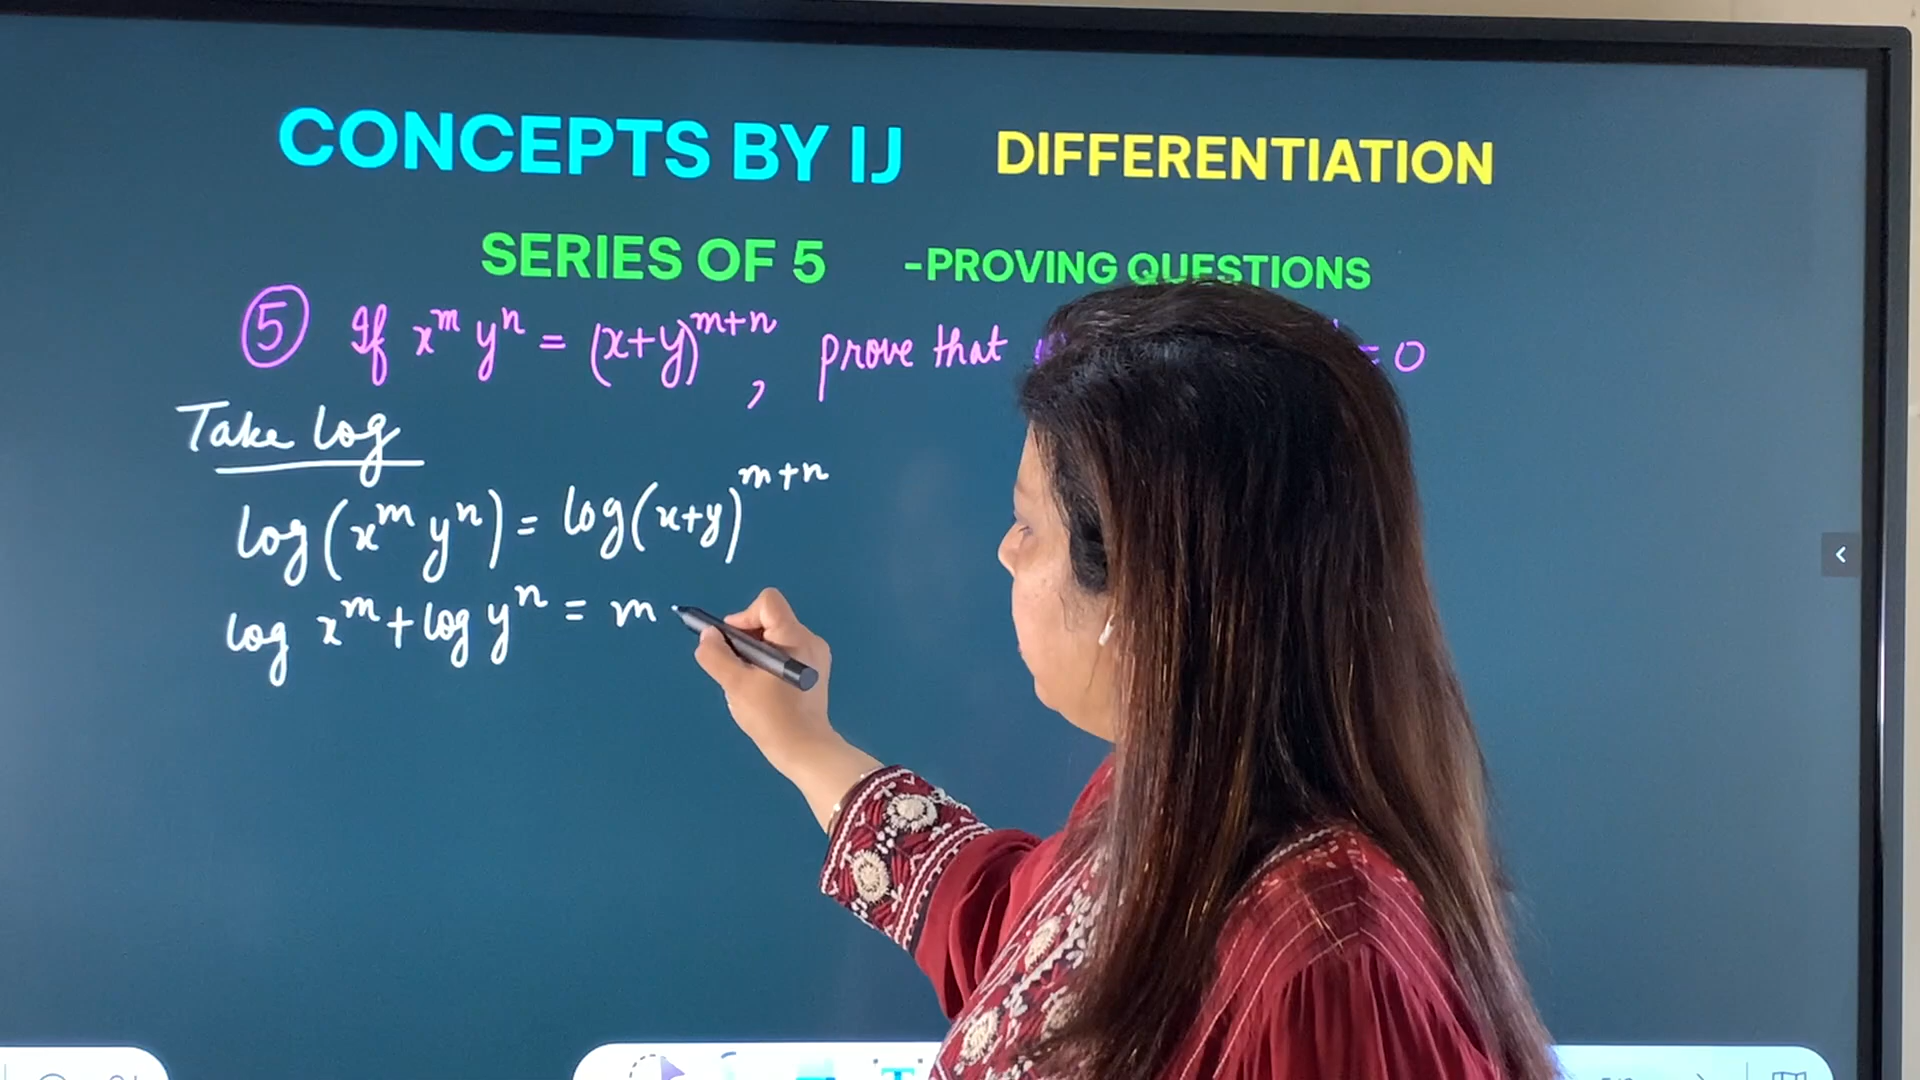 CONCEPTS BY IJ DIFFERENTIATION
SERIES OF 5 -PROVING QUESTIONS
⑤ If x^m y^n = (x+y)^{m+n}, prove that = 0
Take log
log(x^m y^n) = log(x+y)^{m+n}
log x^m + log y^n = m